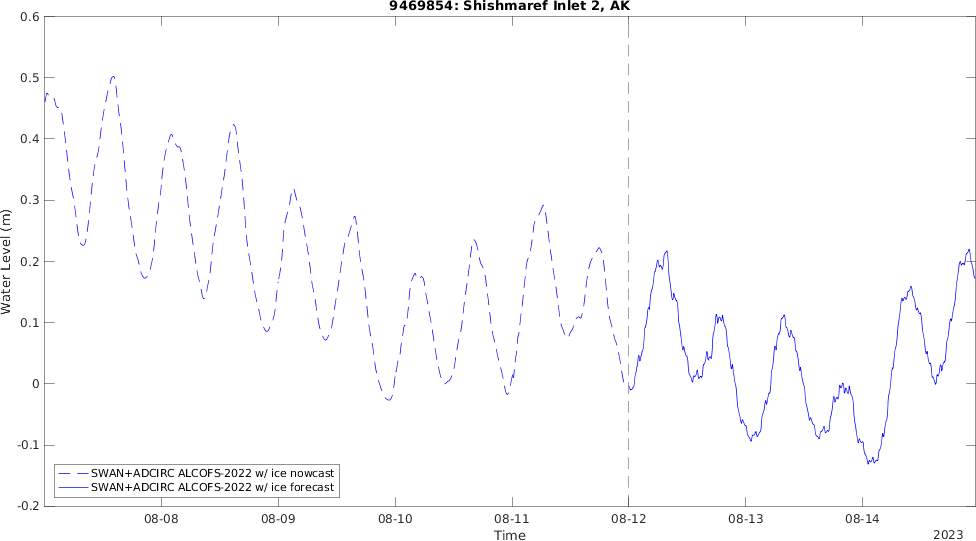 9469854: Shishmaref Inlet 2, AK
Water Level (m)
0.6
0.5
0.4
0.3
0.2
0.1
0
-0.1
-0.2
SWAN+ADCIRC ALCOFS-2022 w/ ice nowcast
SWAN+ADCIRC ALCOFS-2022 w/ ice forecast
08-08 08-09 08-10 08-11 08-12 08-13 08-14
Time
2023